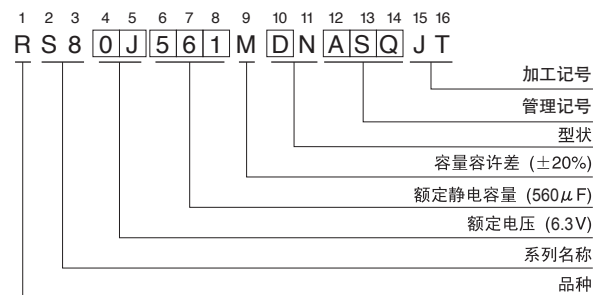 1 2 3 4 5 6 7 8 9 10 11 12 13 14 15 16
R S 8 0 J 5 6 1 M D N A S Q J T
加工记号
管理记号
型状
容量容许差 (±20%)
额定静电容量 (560μF)
额定电压 (6.3V)
系列名称
品种